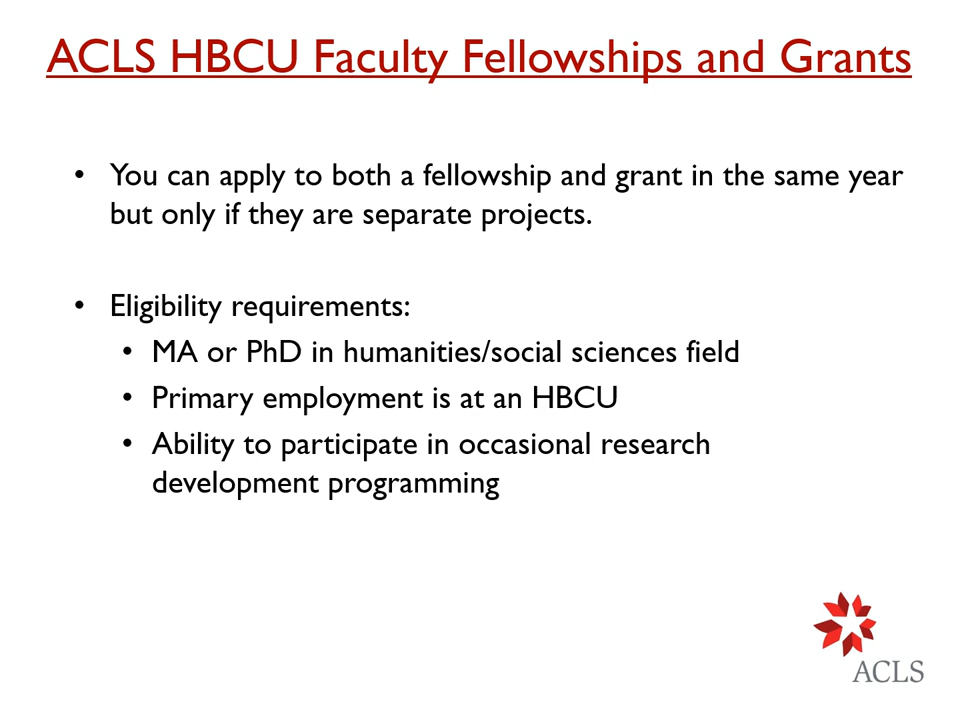 ACLS HBCU Faculty Fellowships and Grants
• You can apply to both a fellowship and grant in the same year
but only if they are separate projects.
• Eligibility requirements:
• MA or PhD in humanities/social sciences field
• Primary employment is at an HBCU
• Ability to participate in occasional research
development programming
ACLS